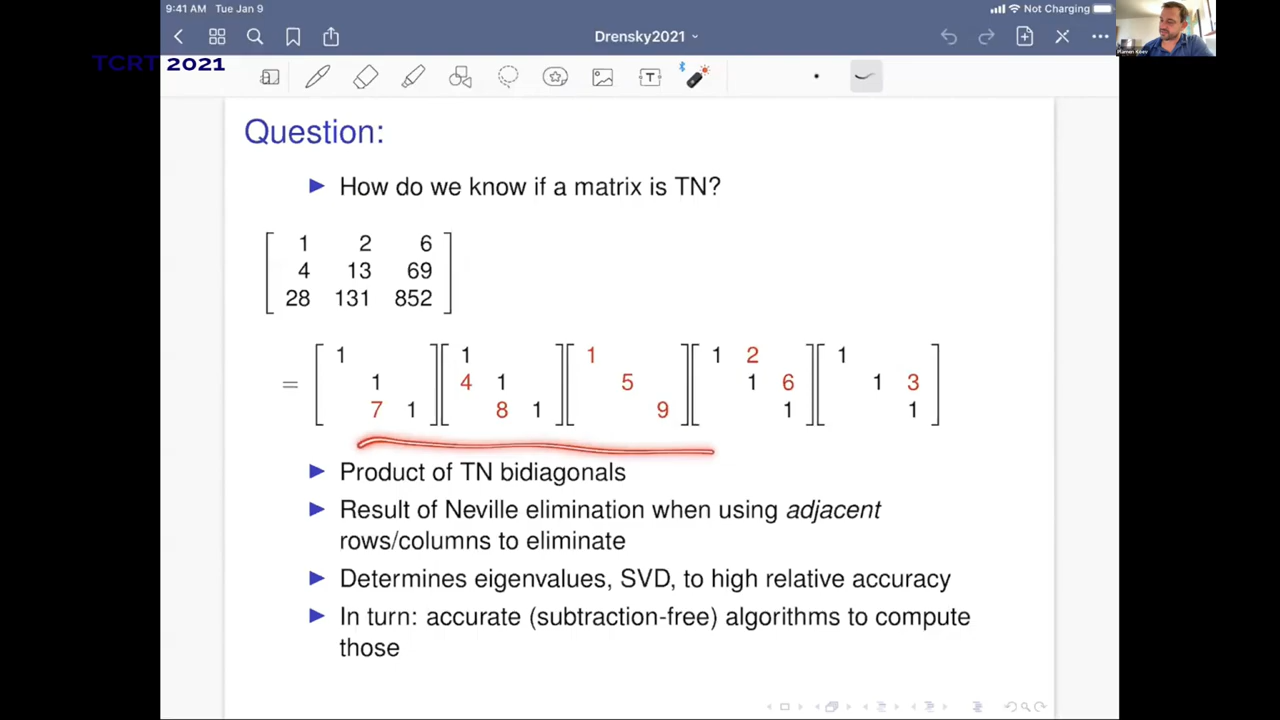 9:41 AM Tue Jan 9
Not Charging
Drensky2021
TCRT 2021
T
Plamen Koev
Question:
How do we know if a matrix is TN?
1 2 6
4 13 69
28 131 852
= [ 1 ][ 1 ][ 1 ][ 1 2 ][ 1 ]
1 4 1 5 1 6 1 3
7 1 8 1 9 1 1
Product of TN bidiagonals
Result of Neville elimination when using adjacent
rows/columns to eliminate
Determines eigenvalues, SVD, to high relative accuracy
In turn: accurate (subtraction-free) algorithms to compute
those